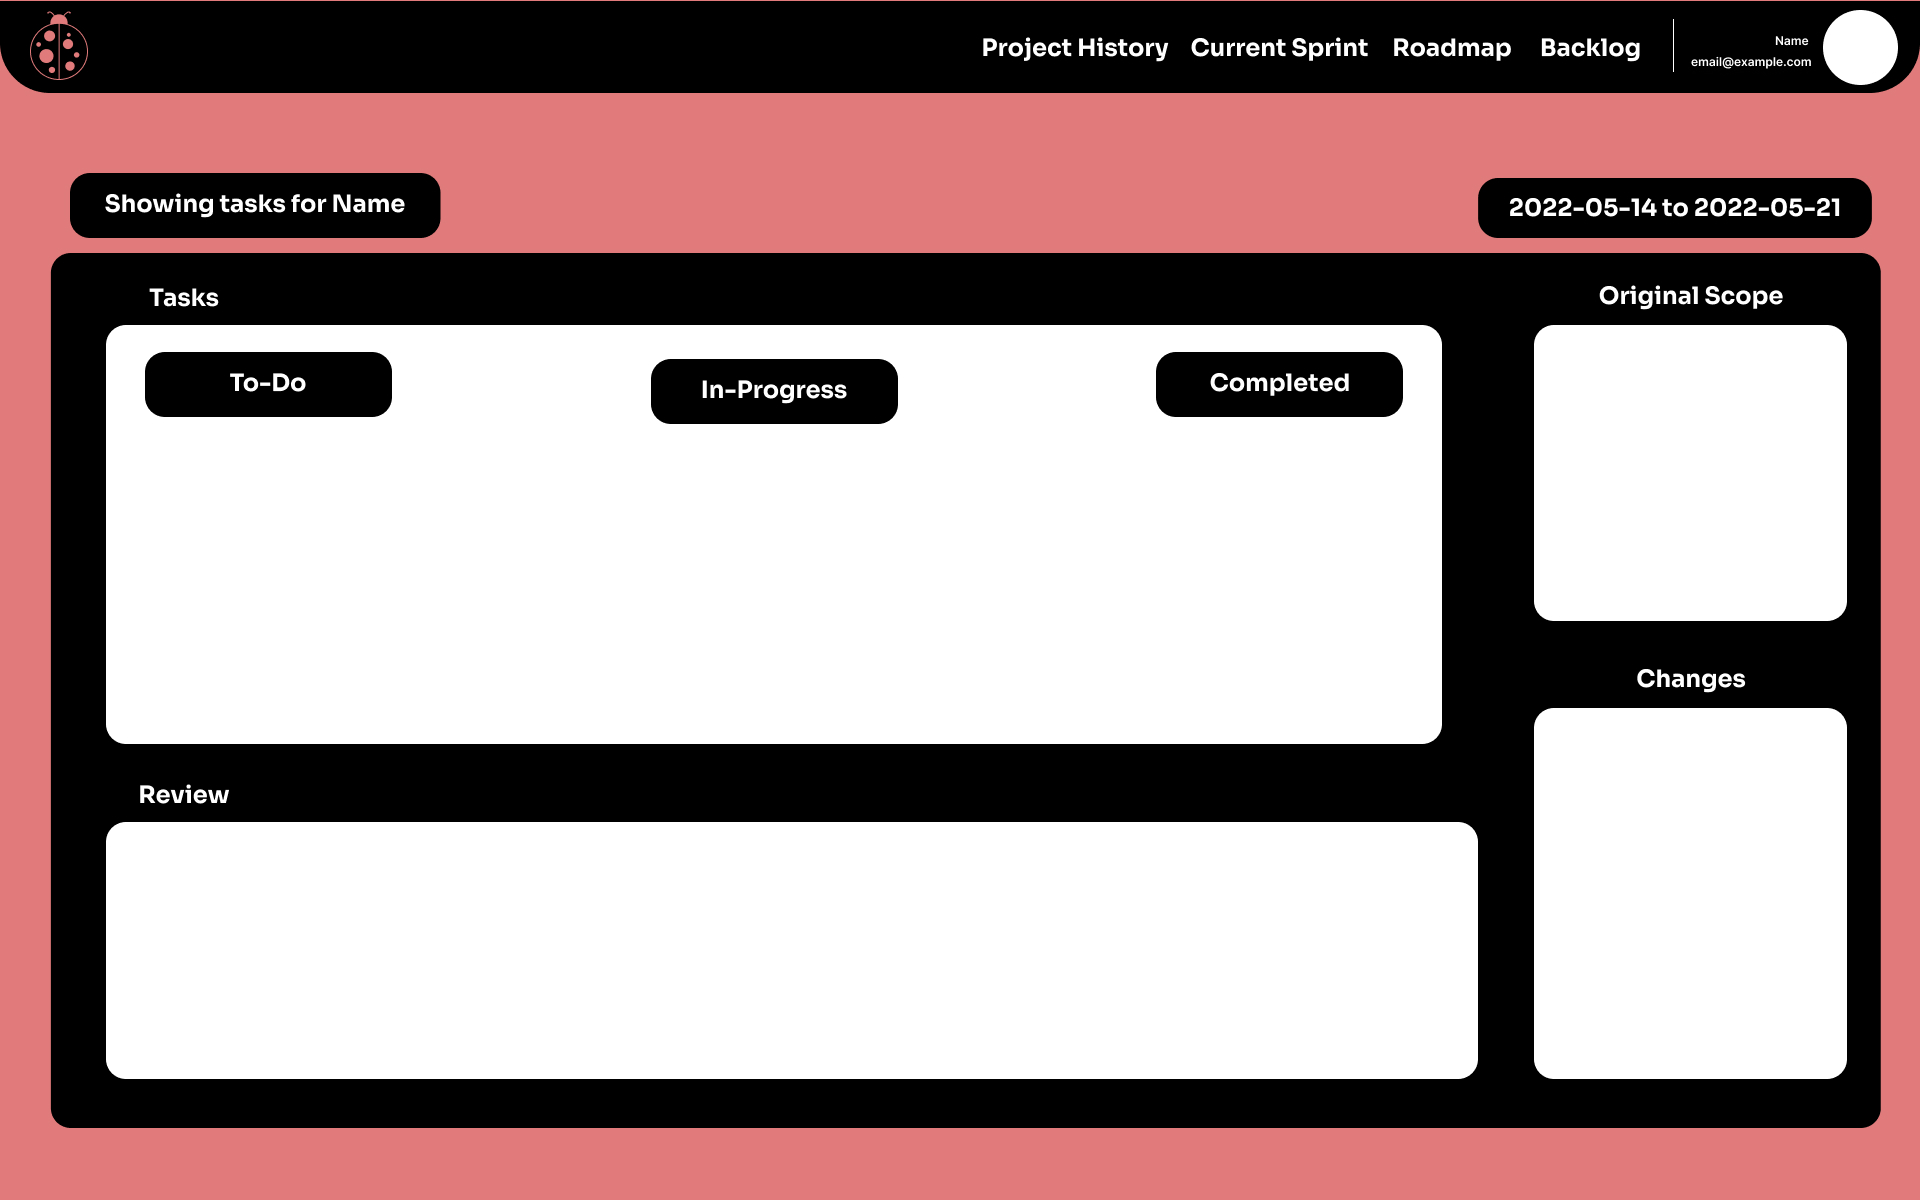 Project History Current Sprint Roadmap Backlog
Name
email@example.com
Showing tasks for Name
2022-05-14 to 2022-05-21
Tasks
Original Scope
To-Do
In-Progress
Completed
Changes
Review